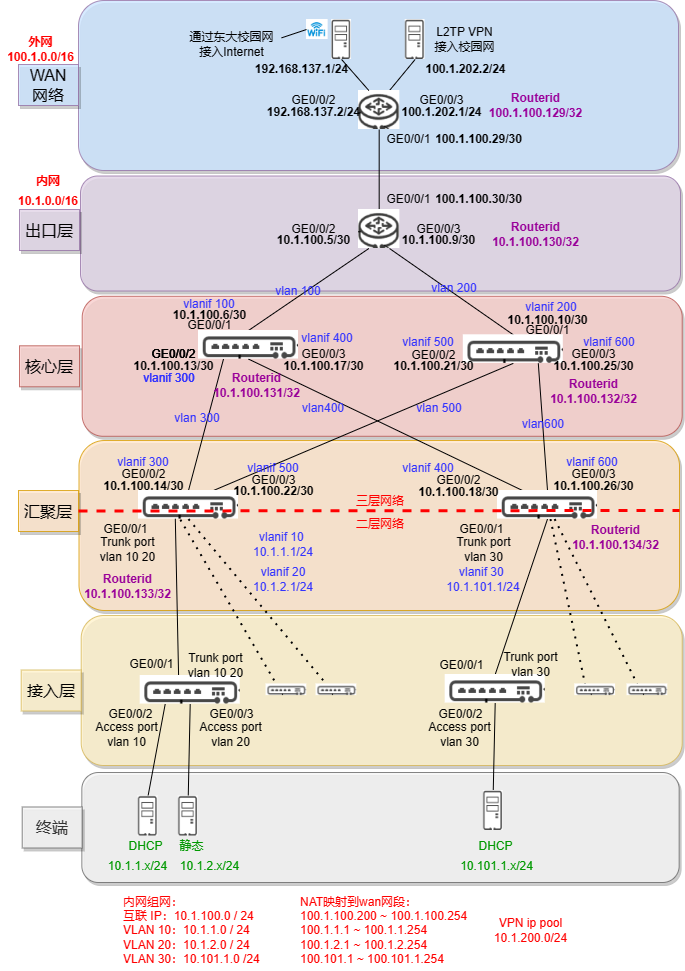 外网
100.1.0.0/16
WAN
网络
WiFi
通过东大校园网
接入Internet
192.168.137.1/24
L2TP VPN
接入校园网
100.1.202.2/24
GE0/0/2
192.168.137.2/24
GE0/0/3
100.1.202.1/24
Routerid
100.1.100.129/32
GE0/0/1 100.1.100.29/30
内网
10.1.0.0/16
出口层
GE0/0/1 100.1.100.30/30
GE0/0/2
10.1.100.5/30
GE0/0/3
10.1.100.9/30
Routerid
10.1.100.130/32
vlan 100
vlan 200
核心层
vlanif 100
10.1.100.6/30
GE0/0/1
vlanif 200
10.1.100.10/30
GE0/0/1
GE0/0/2
10.1.100.13/30
vlanif 300
vlanif 400
GE0/0/3
10.1.100.17/30
Routerid
10.1.100.131/32
vlanif 500
GE0/0/2
10.1.100.21/30
vlanif 600
GE0/0/3
10.1.100.25/30
Routerid
10.1.100.132/32
vlan 300
vlan400
vlan 500
vlan600
汇聚层
vlanif 300
GE0/0/2
10.1.100.14/30
vlanif 500
GE0/0/3
10.1.100.22/30
vlanif 400
GE0/0/2
10.1.100.18/30
vlanif 600
GE0/0/3
10.1.100.26/30
三层网络
二层网络
GE0/0/1
Trunk port
vlan 10 20
Routerid
10.1.100.133/32
vlanif 10
10.1.1.1/24
vlanif 20
10.1.2.1/24
GE0/0/1
Trunk port
vlan 30
vlanif 30
10.1.101.1/24
Routerid
10.1.100.134/32
接入层
GE0/0/1
Trunk port
vlan 10 20
GE0/0/2
Access port
vlan 10
GE0/0/3
Access port
vlan 20
GE0/0/1
Trunk port
vlan 30
GE0/0/2
Access port
vlan 30
终端
DHCP
10.1.1.x/24
静态
10.1.2.x/24
DHCP
10.101.1.x/24
内网组网：
互联 IP：10.1.100.0 / 24
VLAN 10：10.1.1.0 / 24
VLAN 20：10.1.2.0 / 24
VLAN 30：10.101.1.0 /24
NAT映射到wan网段：
100.1.100.200 ~ 100.1.100.254
100.1.1.1 ~ 100.1.1.254
100.1.2.1 ~ 100.1.2.254
100.101.1 ~ 100.101.1.254
VPN ip pool
10.1.200.0/24